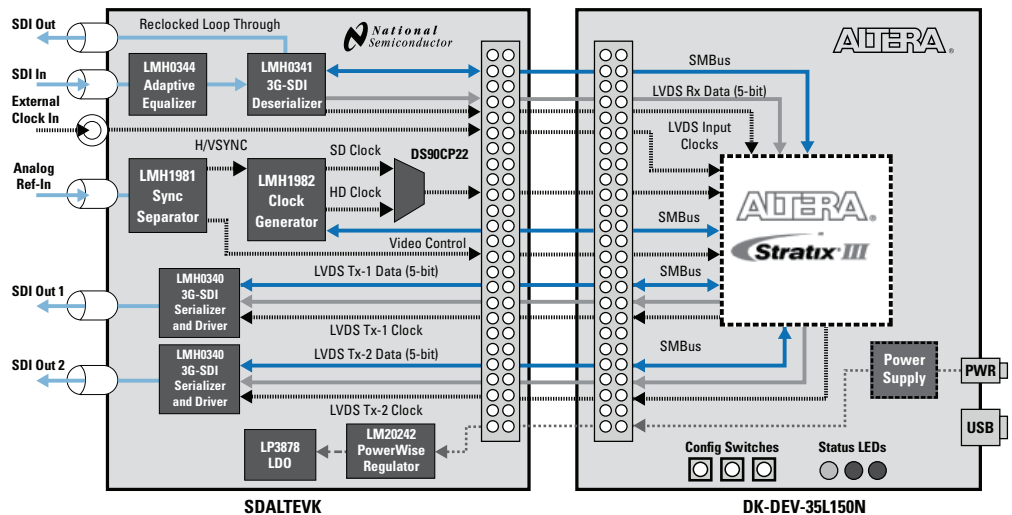 SDI Out
Reclocked Loop Through
National
Semiconductor
ALTERA®
SDI In
LMH0344
Adaptive
Equalizer
LMH0341
3G-SDI
Deserializer
SMBus
LVDS Rx Data (5-bit)
External
Clock In
LVDS Input
Clocks
H/VSYNC
SD Clock
DS90CP22
Analog
Ref-In
LMH1981
Sync
Separator
LMH1982
Clock
Generator
HD Clock
ALTERA®
Stratix III
SMBus
Video Control
LVDS Tx-1 Data (5-bit)
SMBus
SDI Out 1
LMH0340
3G-SDI
Serializer
and Driver
LVDS Tx-1 Clock
SDI Out 2
LMH0340
3G-SDI
Serializer
and Driver
LVDS Tx-2 Data (5-bit)
SMBus
Power
Supply
PWR
LVDS Tx-2 Clock
USB
LP3878
LDO
LM20242
PowerWise
Regulator
Config Switches
Status LEDs
SDALTEVK
DK-DEV-35L150N